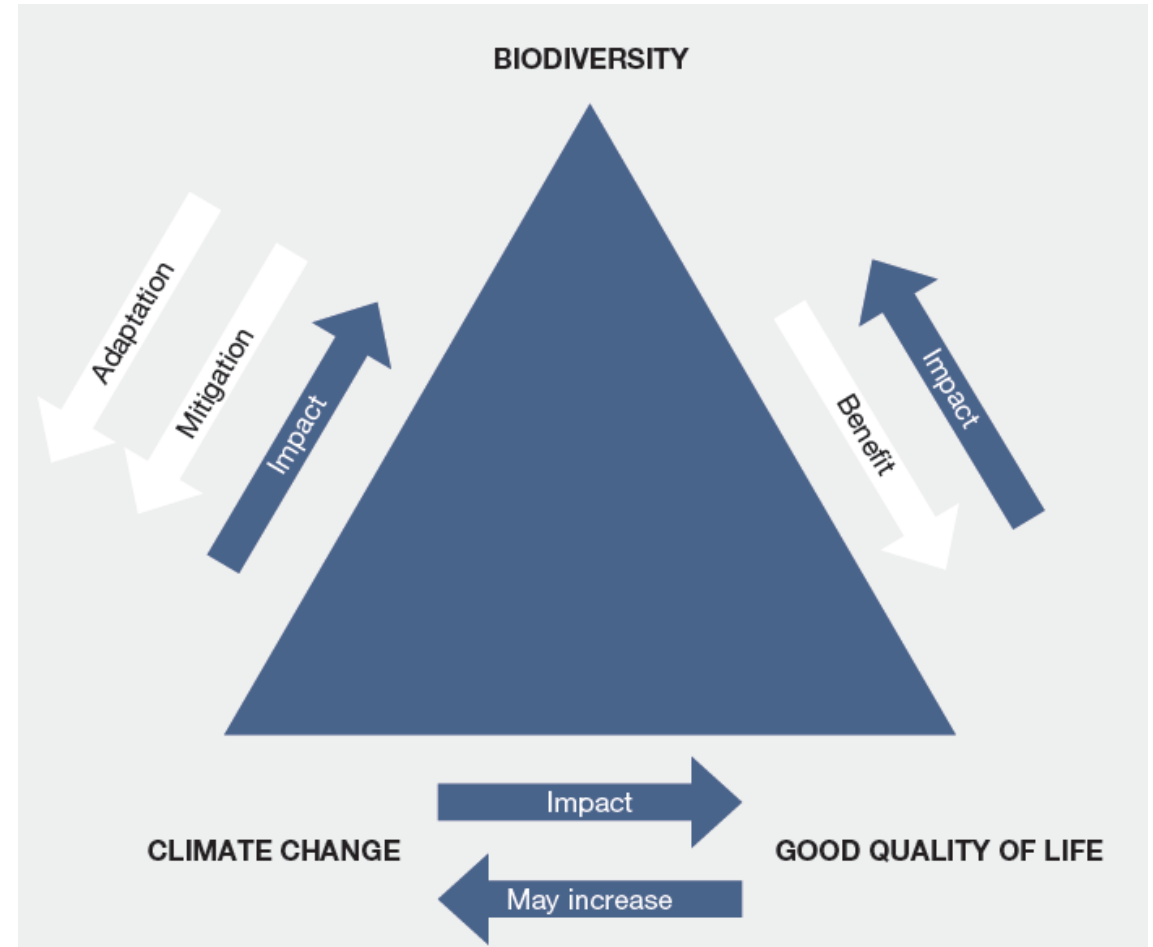 BIODIVERSITY
Adaptation
Mitigation
Impact
Benefit
Impact
Impact
CLIMATE CHANGE
GOOD QUALITY OF LIFE
May increase